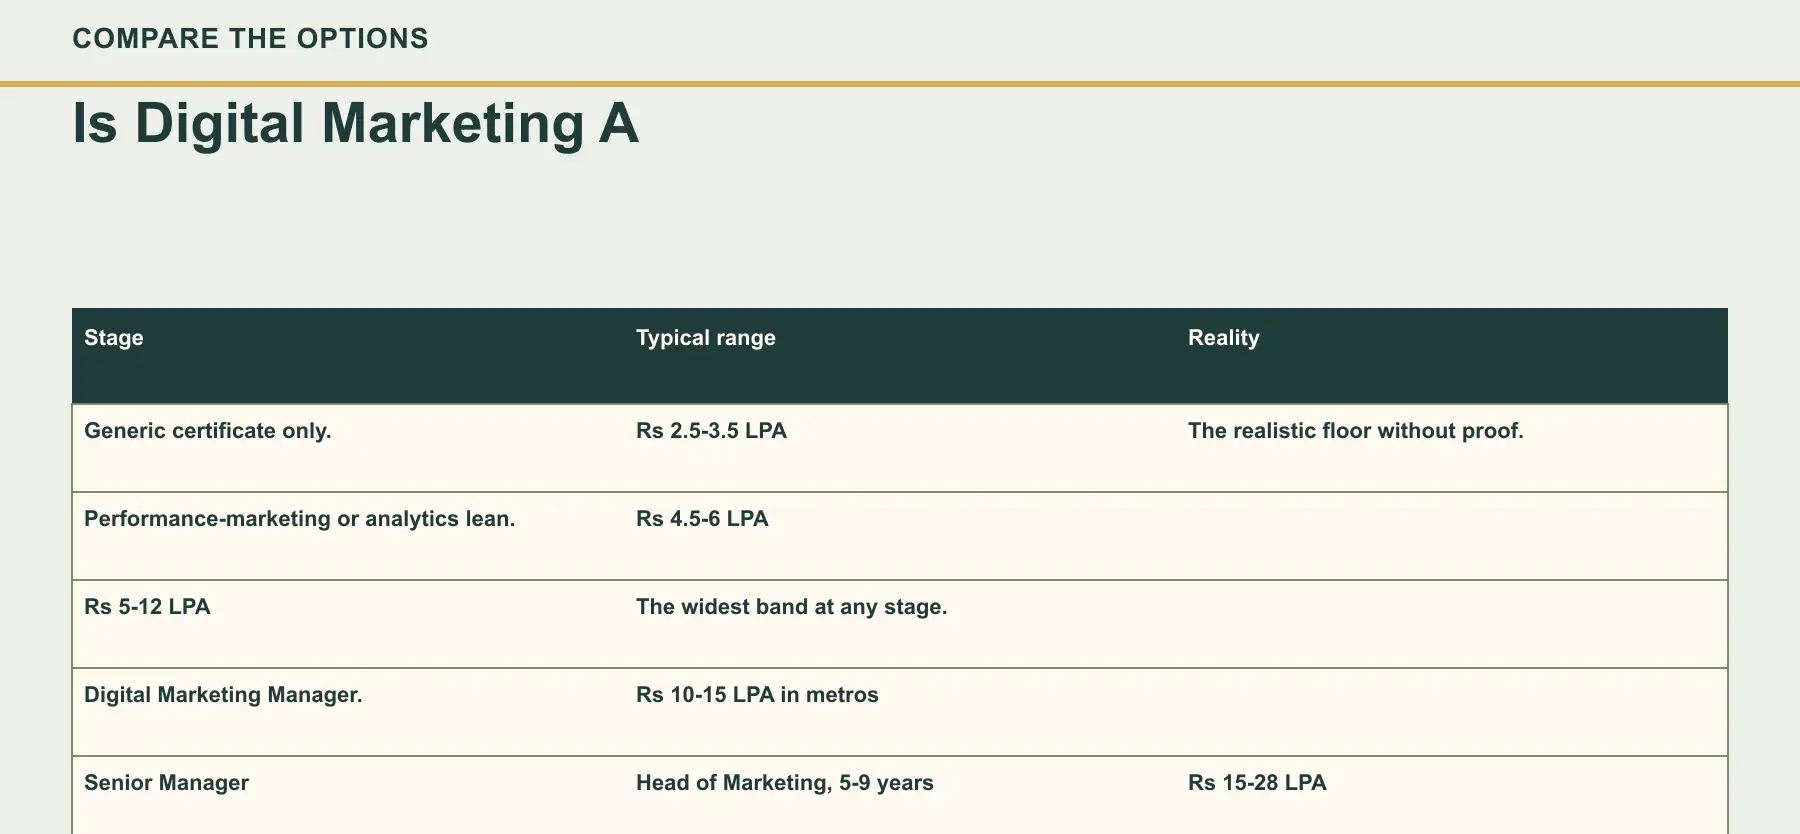 COMPARE THE OPTIONS
Is Digital Marketing A
Stage Typical range Reality
Generic certificate only. Rs 2.5-3.5 LPA The realistic floor without proof.
Performance-marketing or analytics lean. Rs 4.5-6 LPA
Rs 5-12 LPA The widest band at any stage.
Digital Marketing Manager. Rs 10-15 LPA in metros
Senior Manager Head of Marketing, 5-9 years Rs 15-28 LPA